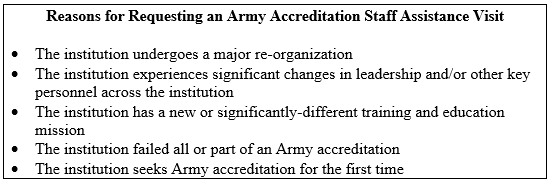 Reasons for Requesting an Army Accreditation Staff Assistance Visit
• The institution undergoes a major re-organization
• The institution experiences significant changes in leadership and/or other key
personnel across the institution
• The institution has a new or significantly-different training and education
mission
• The institution failed all or part of an Army accreditation
• The institution seeks Army accreditation for the first time